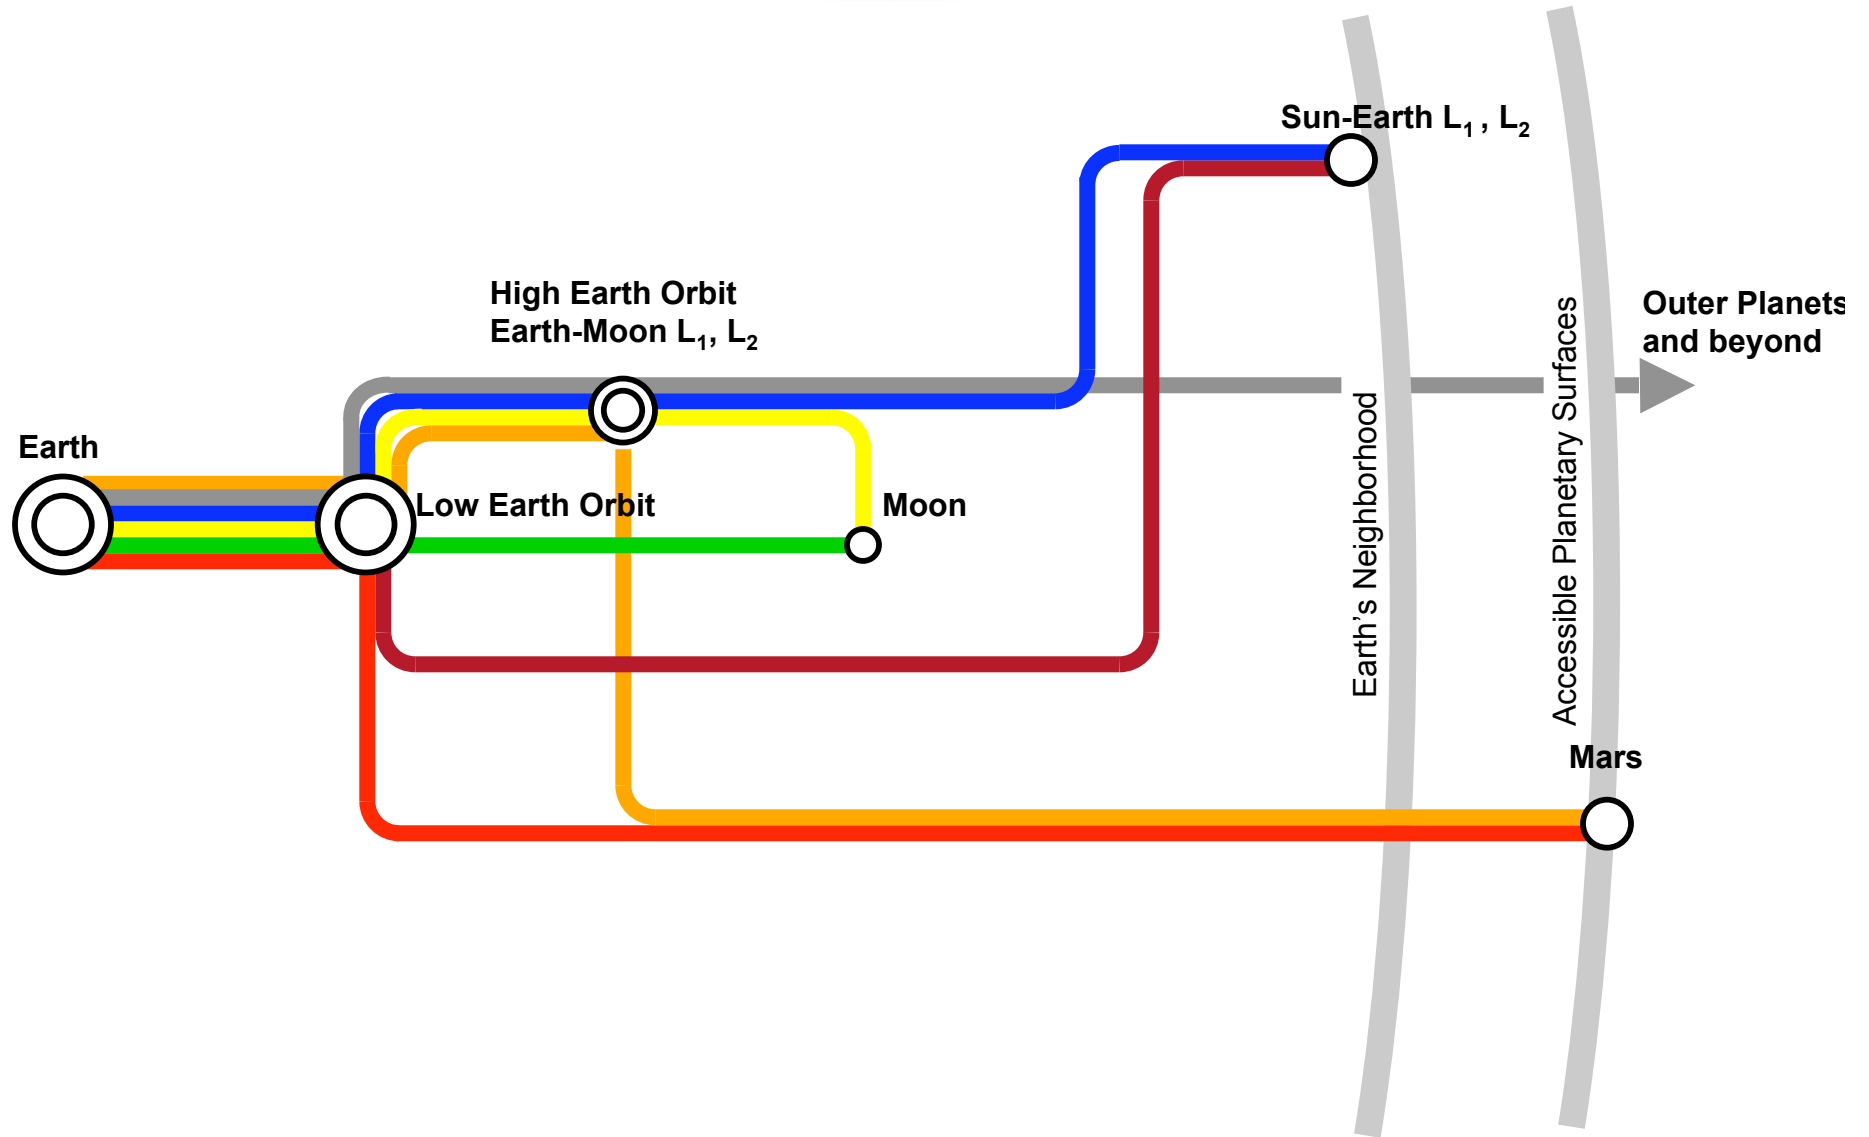 Sun-Earth L₁ , L₂
High Earth Orbit
Earth-Moon L₁, L₂
Outer Planets
and beyond
Earth
Low Earth Orbit
Moon
Earth’s Neighborhood
Accessible Planetary Surfaces
Mars